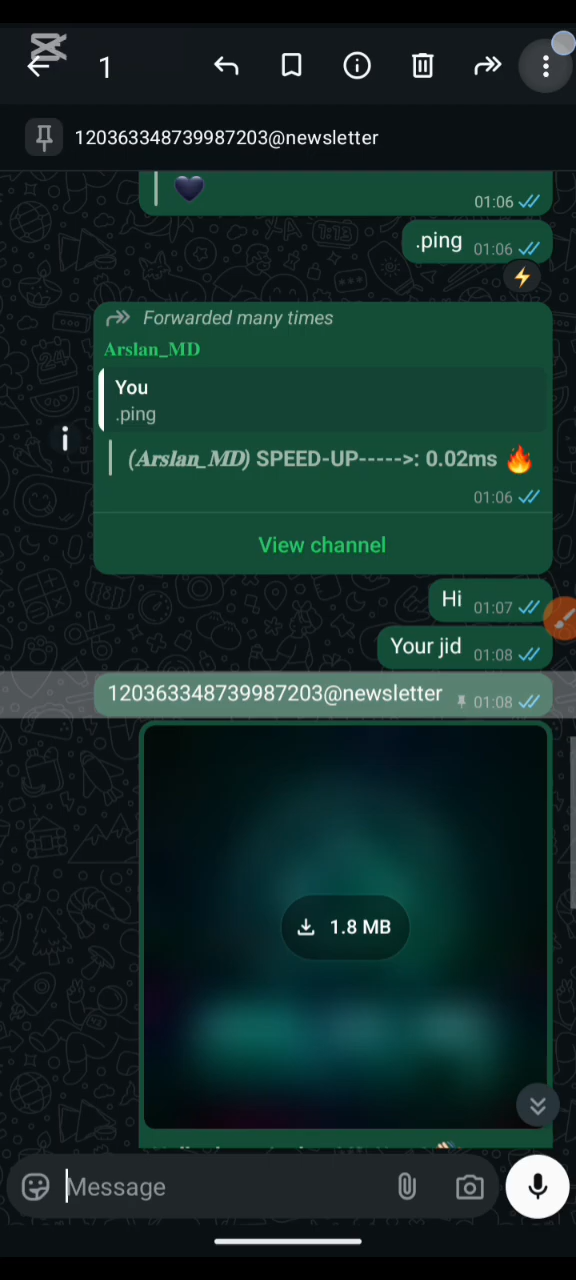 1
120363348739987203@newsletter
01:06
.ping 01:06
Forwarded many times
Arslan_MD
You
.ping
(Arslan_MD) SPEED-UP----->: 0.02ms 🔥
01:06
View channel
Hi 01:07
Your jid 01:08
120363348739987203@newsletter 01:08
1.8 MB
Message